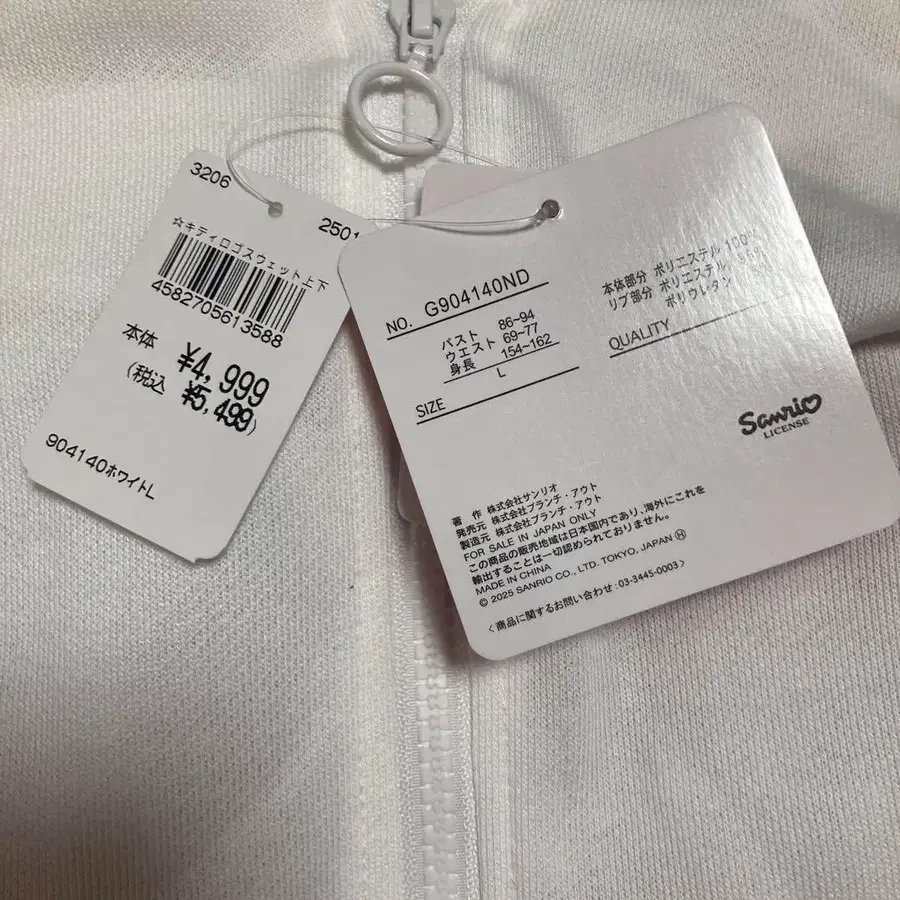 3206
2501
☆キティロゴスウェット上下
4582705613588
本体 ¥4,999
(税込 ¥5,499)
904140ホワイトL
NO. G904140ND
バスト 86~94
ウエスト 69~77
身長 154~162
L
SIZE
本体部分 ポリエステル 100%
リブ部分 ポリエステル
ポリウレタン
QUALITY
Sanrio
LICENSE
著作 株式会社サンリオ
発売元 株式会社ブランチ・アウト
製造元 株式会社ブランチ・アウト
FOR SALE IN JAPAN ONLY
この商品の販売地域は日本国内であり、海外にこれを
輸出することは一切認められておりません。
MADE IN CHINA
© 2025 SANRIO CO., LTD. TOKYO, JAPAN Ⓗ
〈商品に関するお問い合わせ:03-3445-0003〉